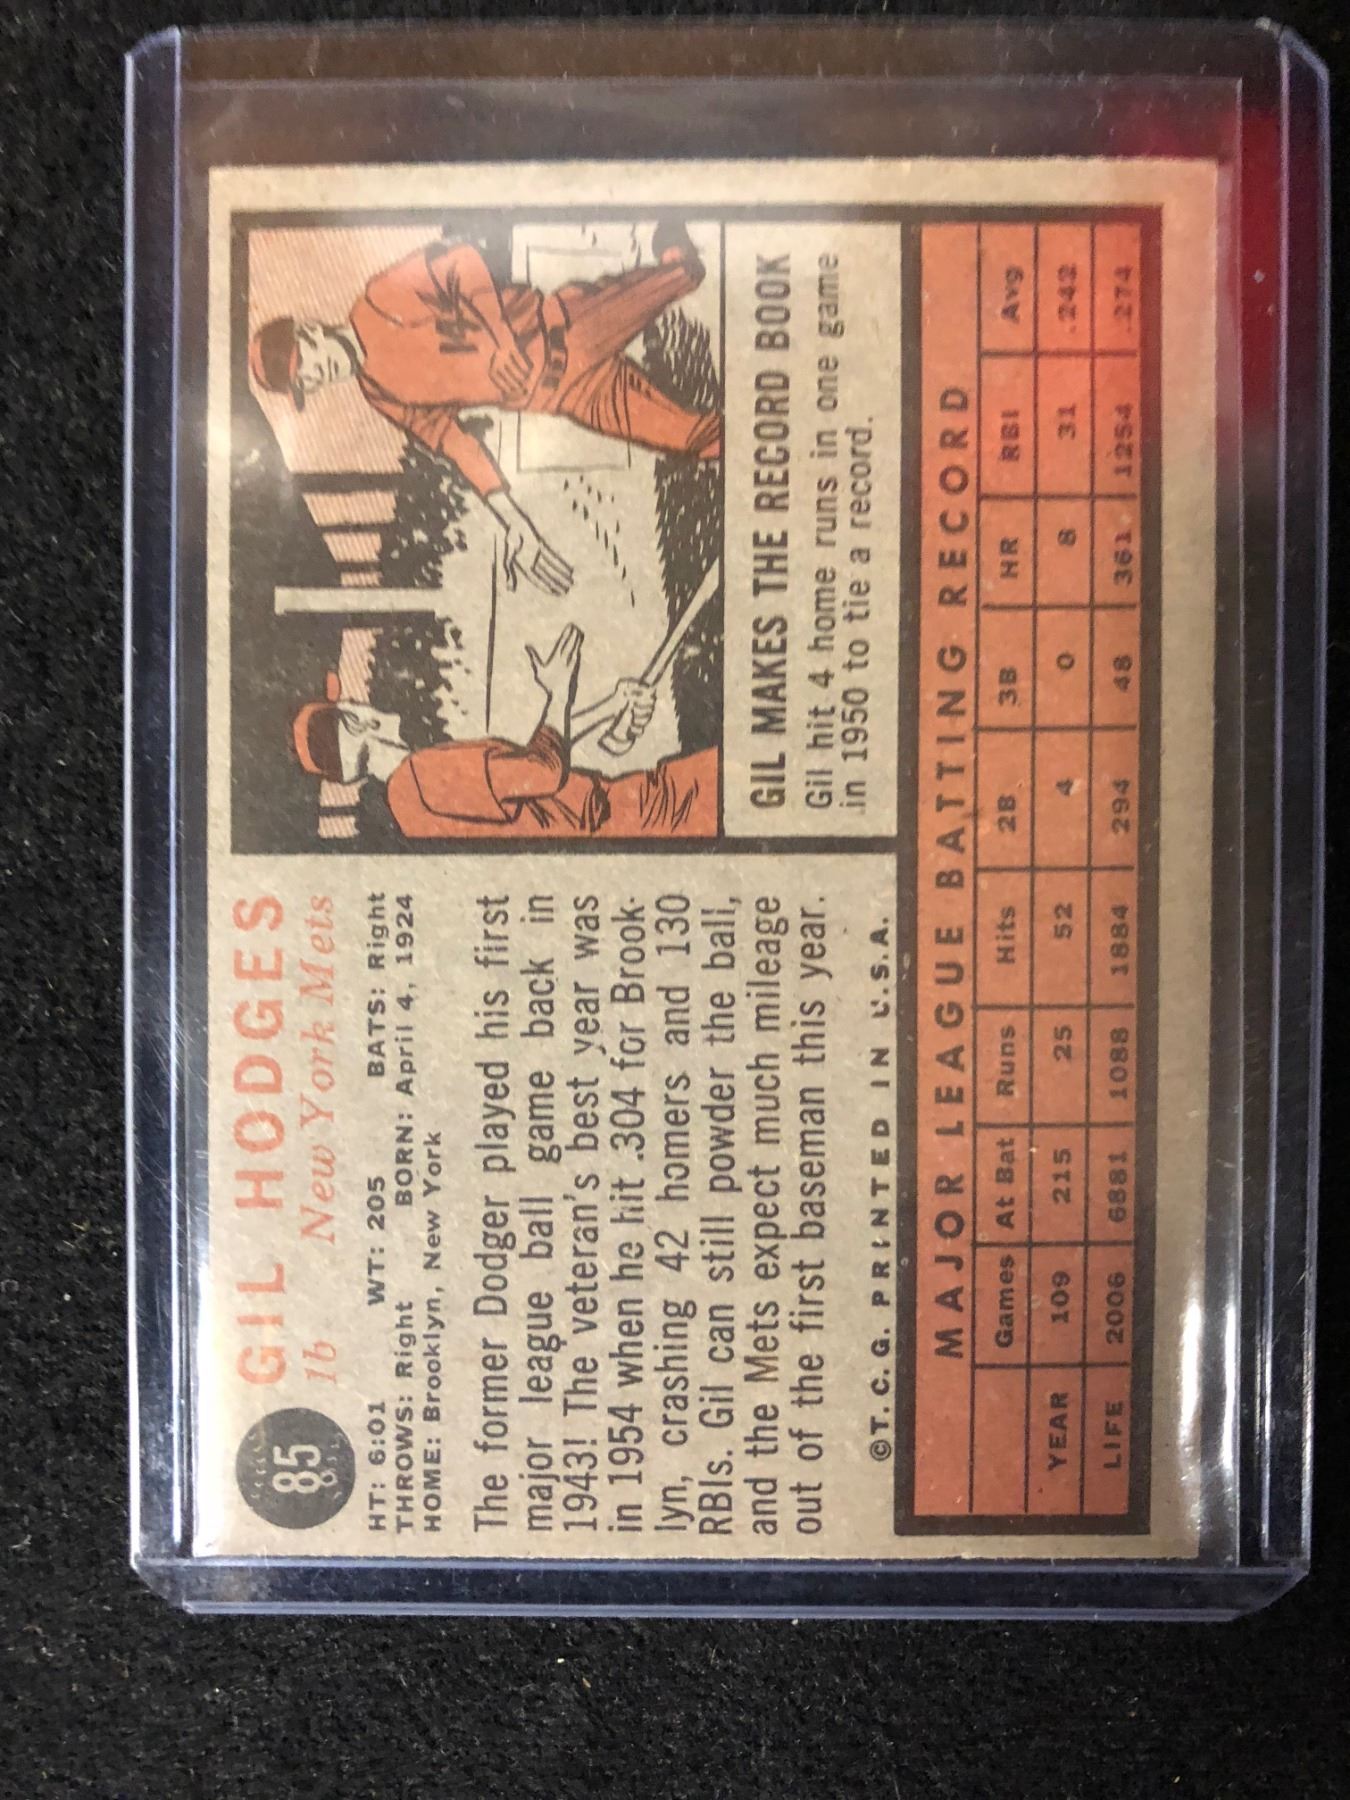 85
GIL HODGES
1b New York Mets
HT: 6:01 WT: 205 BATS: Right
THROWS: Right BORN: April 4, 1924
HOME: Brooklyn, New York
The former Dodger played his first
major league ball game back in
1943! The veteran's best year was
in 1954 when he hit .304 for Brook-
lyn, crashing 42 homers and 130
RBIs. Gil can still powder the ball,
and the Mets expect much mileage
out of the first baseman this year.
©T. C. G. PRINTED IN U.S.A.
14
GIL MAKES THE RECORD BOOK
Gil hit 4 home runs in one game
in 1950 to tie a record.
MAJOR LEAGUE BATTING RECORD
Games At Bat Runs Hits 2B 3B HR RBI Avg
YEAR 109 215 25 52 4 0 8 31 .242
LIFE 2006 6881 1088 1884 294 48 361 1254 .274